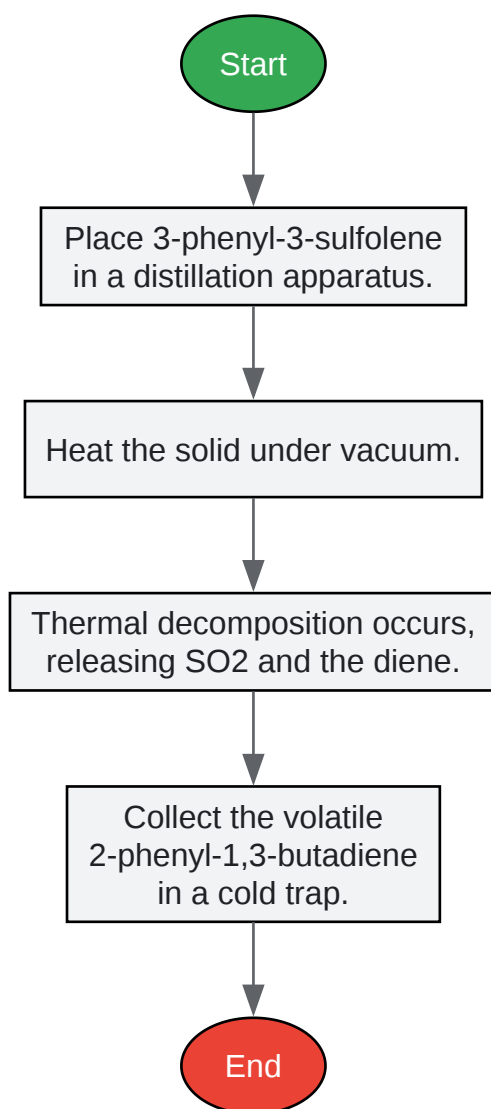 Start
Place 3-phenyl-3-sulfolene
in a distillation apparatus.
Heat the solid under vacuum.
Thermal decomposition occurs,
releasing SO2 and the diene.
Collect the volatile
2-phenyl-1,3-butadiene
in a cold trap.
End